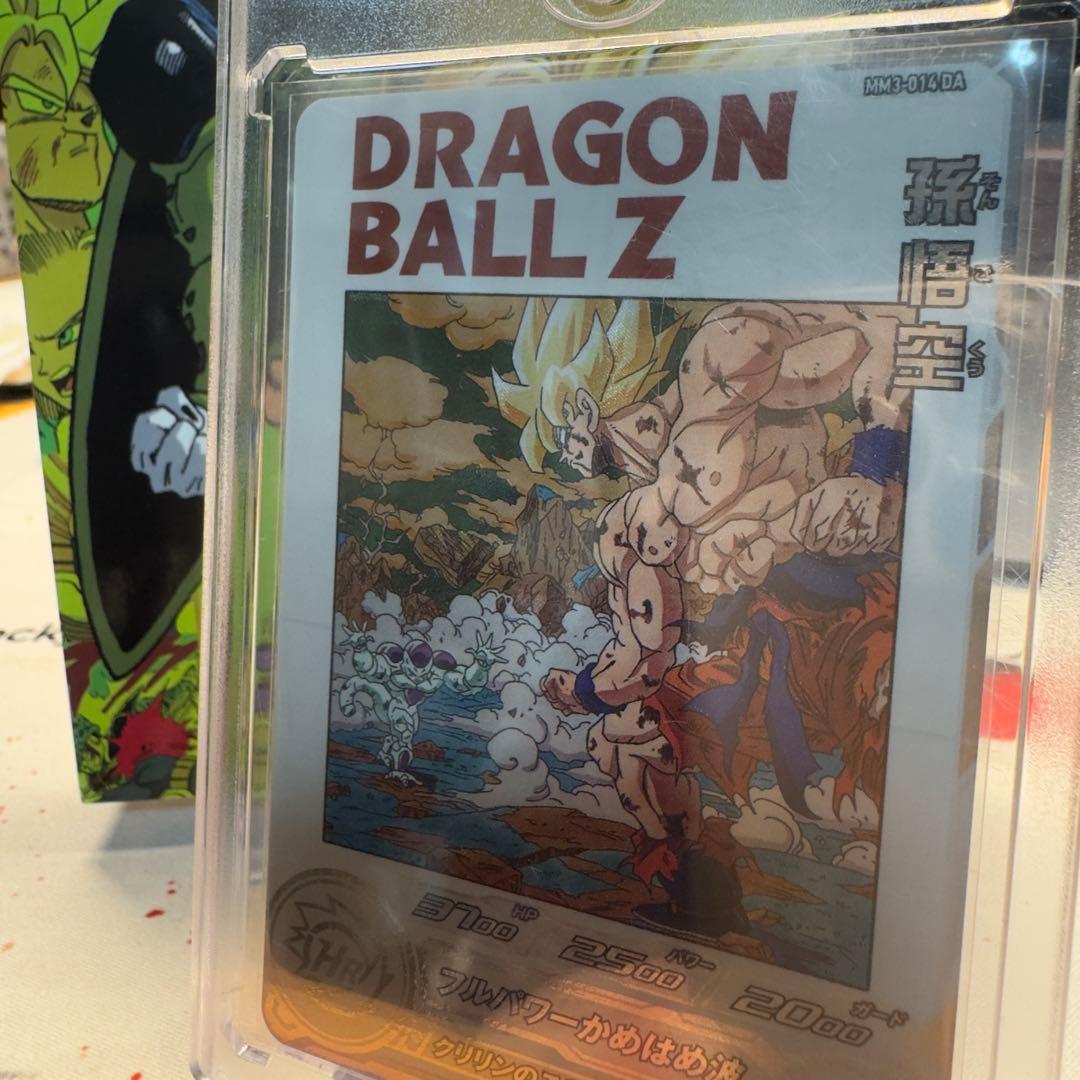 MM3-014 DA
DRAGON
BALL Z
孫悟空
そんごくう
HP
3700
パワー
2500
ガード
2000
HR
フルパワーかめはめ波
クリリンの